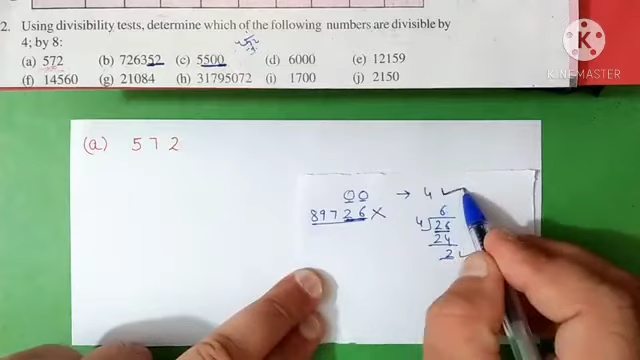 2. Using divisibility tests, determine which of the following numbers are divisible by
4; by 8:
(a) 572 (b) 726352 (c) 5500 (d) 6000 (e) 12159
(f) 14560 (g) 21084 (h) 31795072 (i) 1700 (j) 2150
KINEMASTER
(a) 572
00 → 4 ✓
897226 X
6
4 26
24
2